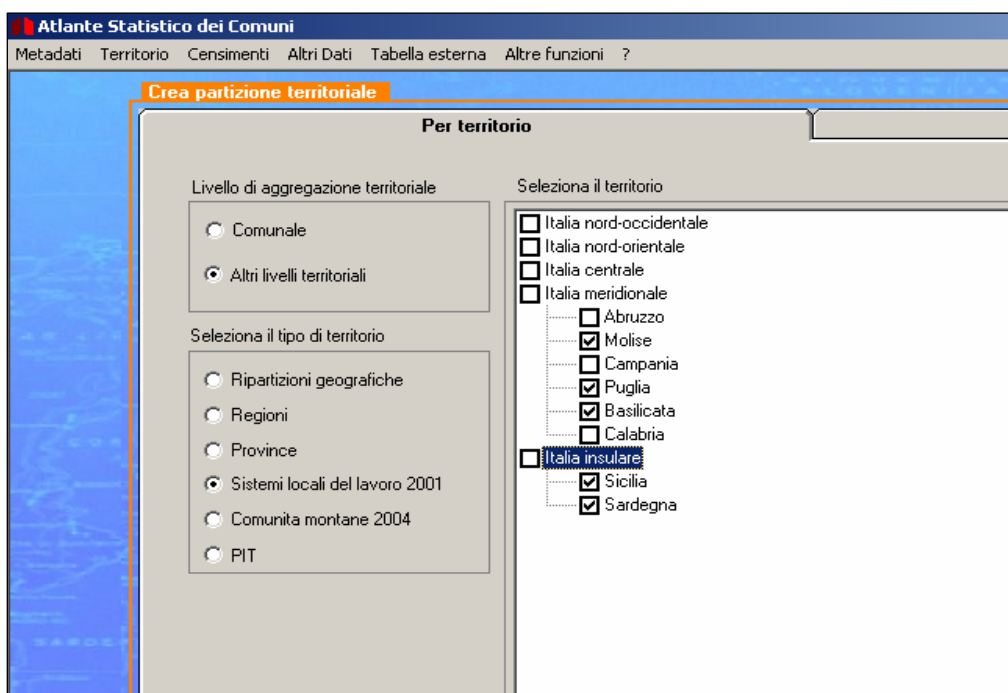 Atlante Statistico dei Comuni
Metadati Territorio Censimenti Altri Dati Tabella esterna Altre funzioni ?
Crea partizione territoriale
Per territorio
Livello di aggregazione territoriale
Comunale
Altri livelli territoriali
Seleziona il tipo di territorio
Ripartizioni geografiche
Regioni
Province
Sistemi locali del lavoro 2001
Comunita montane 2004
PIT
Seleziona il territorio
Italia nord-occidentale
Italia nord-orientale
Italia centrale
Italia meridionale
Abruzzo
Molise
Campania
Puglia
Basilicata
Calabria
Italia insulare
Sicilia
Sardegna